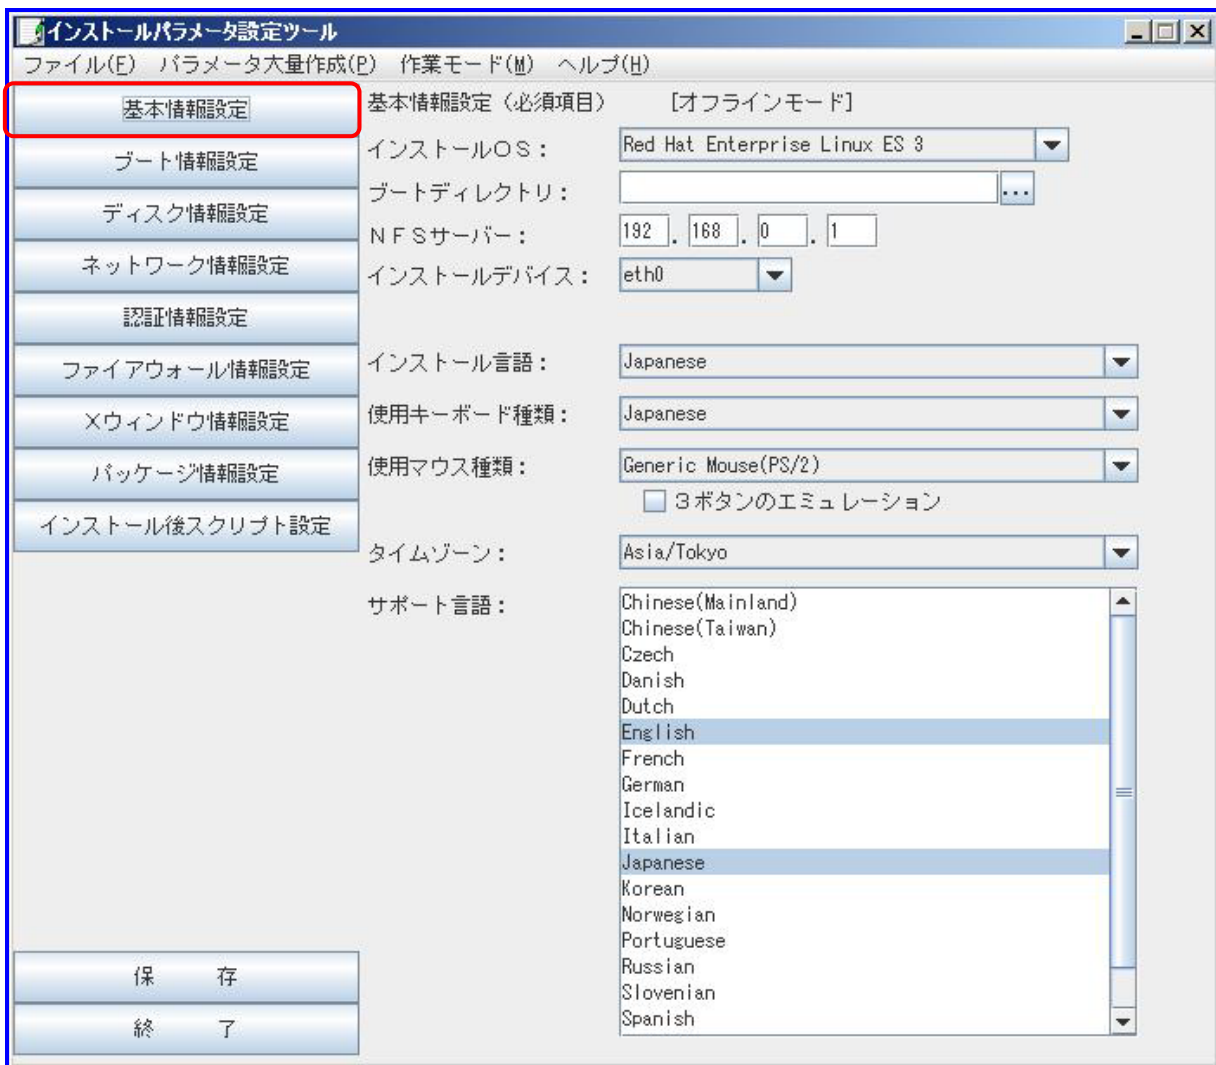 インストールパラメータ設定ツール
ファイル(F) パラメータ大量作成(P) 作業モード(M) ヘルプ(H)
基本情報設定
ブート情報設定
ディスク情報設定
ネットワーク情報設定
認証情報設定
ファイアウォール情報設定
Xウィンドウ情報設定
パッケージ情報設定
インストール後スクリプト設定
保 存
終 了
基本情報設定（必須項目） [オフラインモード]
インストールOS： Red Hat Enterprise Linux ES 3
ブートディレクトリ： ...
NFSサーバー： 192 . 168 . 0 . 1
インストールデバイス： eth0
インストール言語： Japanese
使用キーボード種類： Japanese
使用マウス種類： Generic Mouse(PS/2)
3ボタンのエミュレーション
タイムゾーン： Asia/Tokyo
サポート言語：
Chinese(Mainland)
Chinese(Taiwan)
Czech
Danish
Dutch
English
French
German
Icelandic
Italian
Japanese
Korean
Norwegian
Portuguese
Russian
Slovenian
Spanish